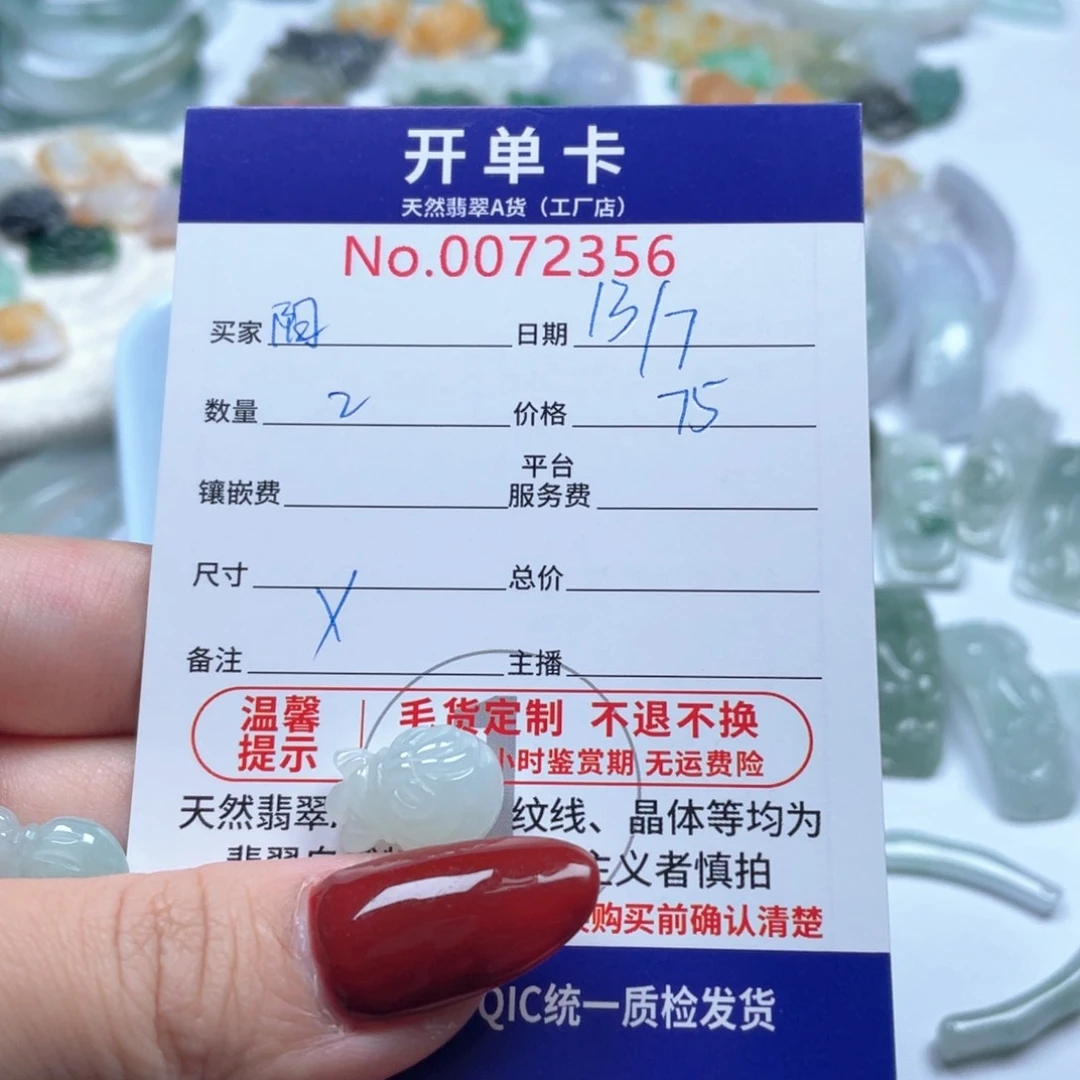 开单卡
天然翡翠A货（工厂店）
No.0072356
买家 阳 日期 13/7
数量 2 价格 75
平台
镶嵌费 服务费
尺寸 总价
X
备注 主播
温馨 毛货定制 不退不换
提示 小时鉴赏期 无运费险
天然翡翠 纹线、晶体等均为
翡翠 主义者慎拍
购买前确认清楚
QIC统一质检发货